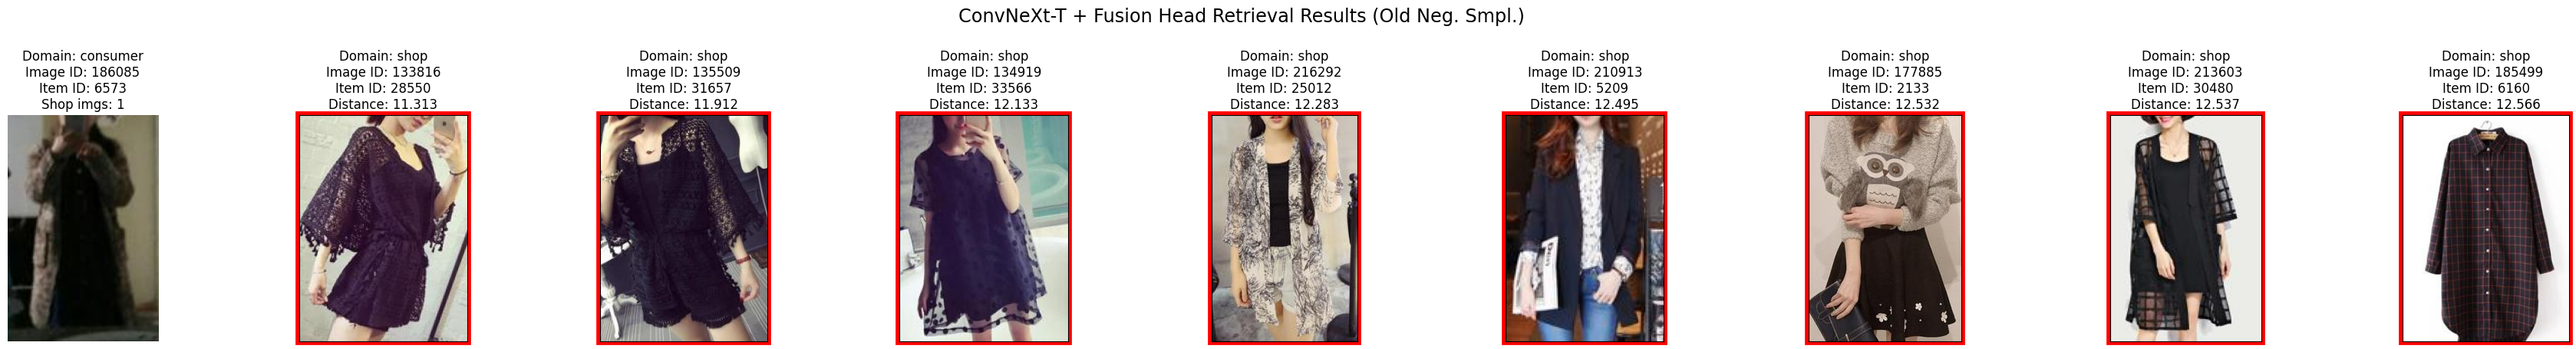 ConvNeXt-T + Fusion Head Retrieval Results (Old Neg. Smpl.)
Domain: consumer
Image ID: 186085
Item ID: 6573
Shop imgs: 1
Domain: shop
Image ID: 133816
Item ID: 28550
Distance: 11.313
Domain: shop
Image ID: 135509
Item ID: 31657
Distance: 11.912
Domain: shop
Image ID: 134919
Item ID: 33566
Distance: 12.133
Domain: shop
Image ID: 216292
Item ID: 25012
Distance: 12.283
Domain: shop
Image ID: 210913
Item ID: 5209
Distance: 12.495
Domain: shop
Image ID: 177885
Item ID: 2133
Distance: 12.532
Domain: shop
Image ID: 213603
Item ID: 30480
Distance: 12.537
Domain: shop
Image ID: 185499
Item ID: 6160
Distance: 12.566